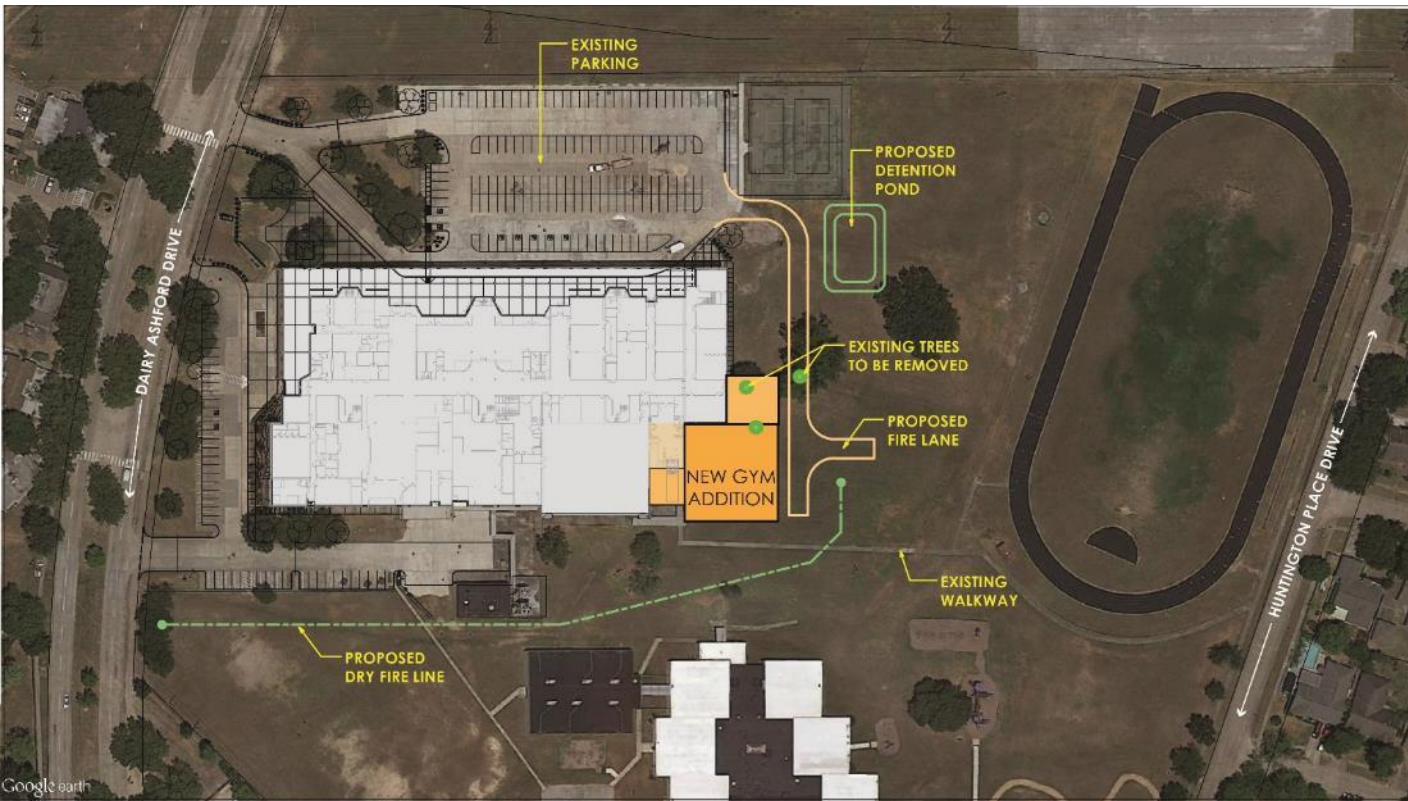 EXISTING
PARKING
PROPOSED
DETENTION
POND
DAIRY ASHFORD DRIVE
EXISTING TREES
TO BE REMOVED
PROPOSED
FIRE LANE
NEW GYM
ADDITION
HUNTINGTON PLACE DRIVE
EXISTING
WALKWAY
PROPOSED
DRY FIRE LINE
Google earth